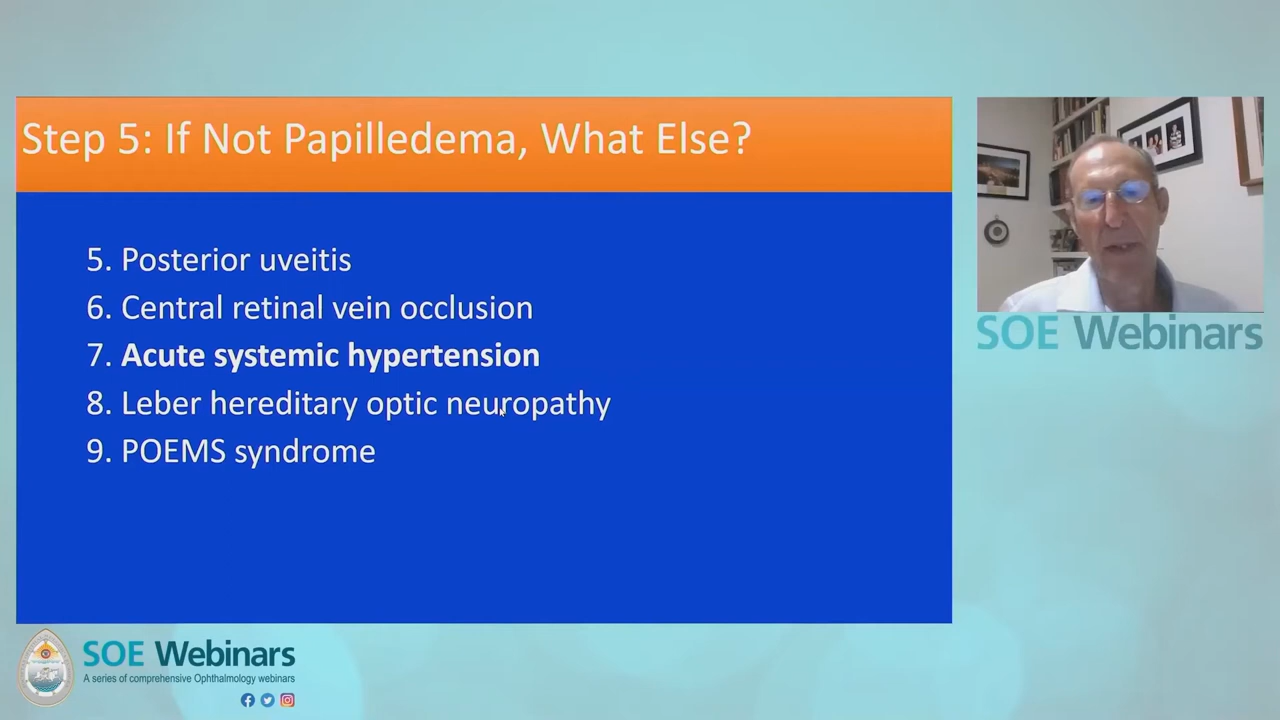 Step 5: If Not Papilledema, What Else?
5. Posterior uveitis
6. Central retinal vein occlusion
7. Acute systemic hypertension
8. Leber hereditary optic neuropathy
9. POEMS syndrome
SOE Webinars
SOE Webinars
A series of comprehensive Ophthalmology webinars